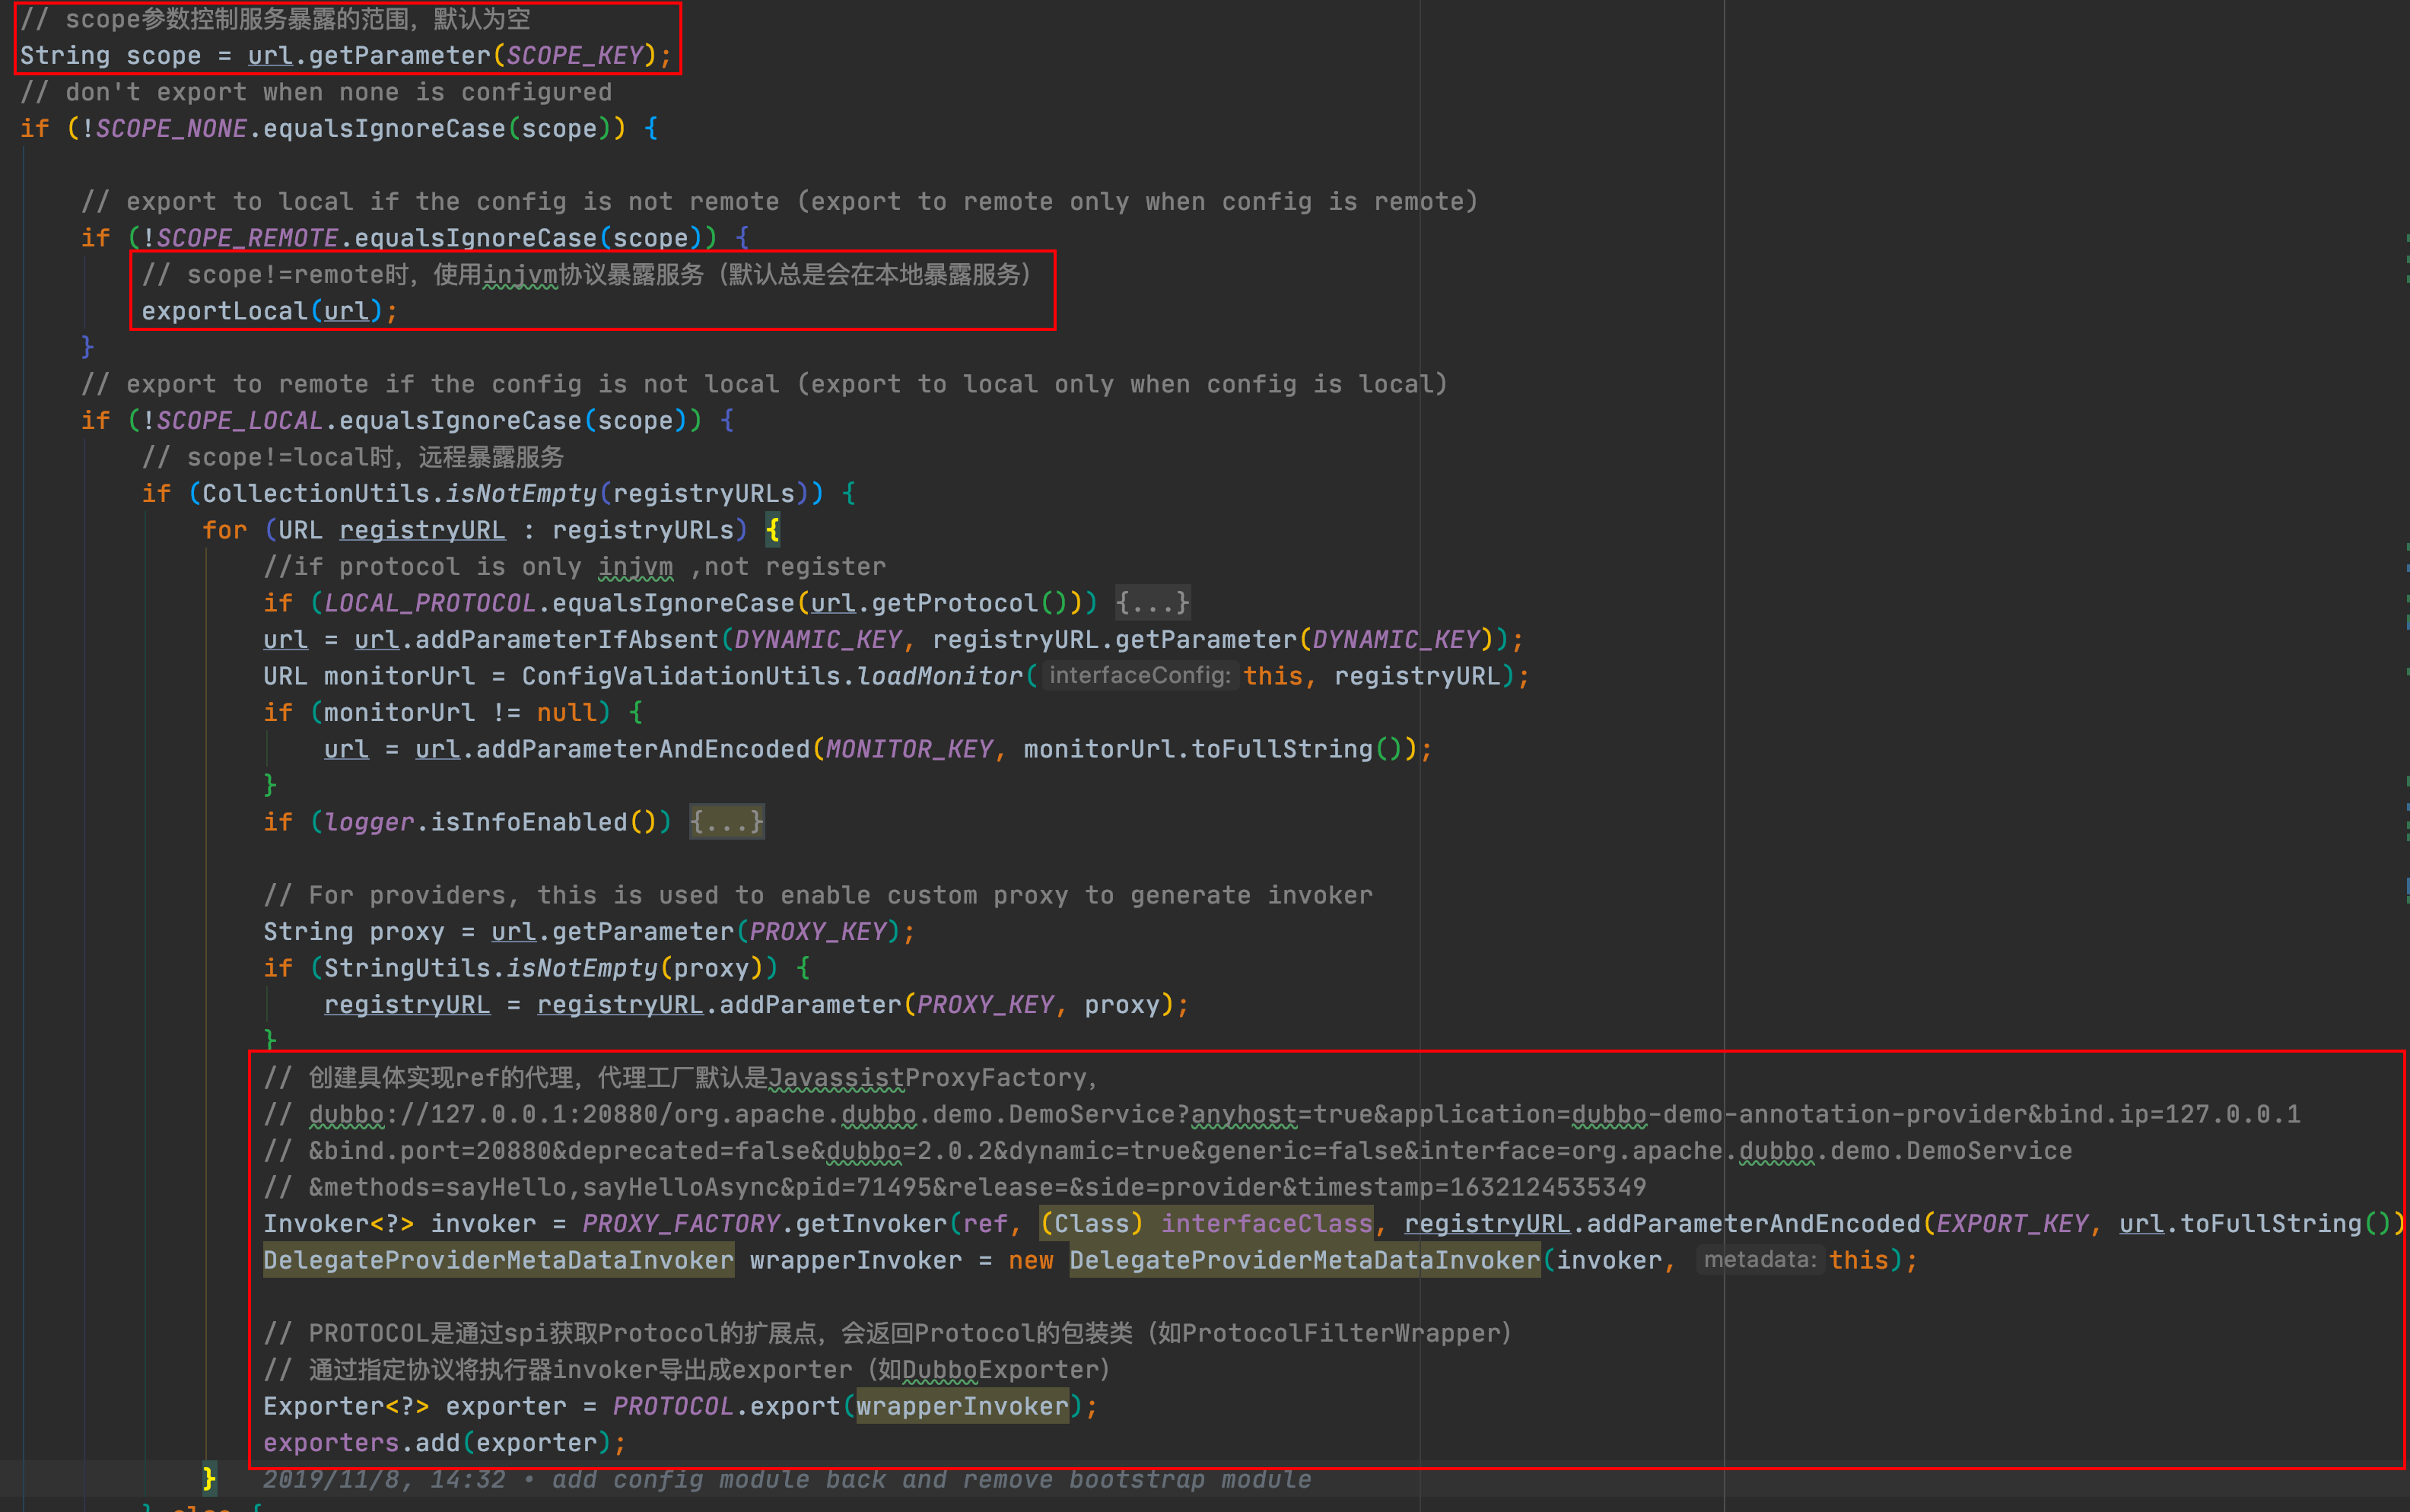 // scope参数控制服务暴露的范围，默认为空
String scope = url.getParameter(SCOPE_KEY);
// don't export when none is configured
if (!SCOPE_NONE.equalsIgnoreCase(scope)) {
// export to local if the config is not remote (export to remote only when config is remote)
if (!SCOPE_REMOTE.equalsIgnoreCase(scope)) {
// scope!=remote时，使用injvm协议暴露服务（默认总是会在本地暴露服务）
exportLocal(url);
}
// export to remote if the config is not local (export to local only when config is local)
if (!SCOPE_LOCAL.equalsIgnoreCase(scope)) {
// scope!=local时，远程暴露服务
if (CollectionUtils.isNotEmpty(registryURLs)) {
for (URL registryURL : registryURLs) {
//if protocol is only injvm ,not register
if (LOCAL_PROTOCOL.equalsIgnoreCase(url.getProtocol())) {...}
url = url.addParameterIfAbsent(DYNAMIC_KEY, registryURL.getParameter(DYNAMIC_KEY));
URL monitorUrl = ConfigValidationUtils.loadMonitor( interfaceConfig: this, registryURL);
if (monitorUrl != null) {
url = url.addParameterAndEncoded(MONITOR_KEY, monitorUrl.toFullString());
}
if (logger.isInfoEnabled()) {...}
// For providers, this is used to enable custom proxy to generate invoker
String proxy = url.getParameter(PROXY_KEY);
if (StringUtils.isNotEmpty(proxy)) {
registryURL = registryURL.addParameter(PROXY_KEY, proxy);
}
// 创建具体实现ref的代理，代理工厂默认是JavassistProxyFactory，
// dubbo://127.0.0.1:20880/org.apache.dubbo.demo.DemoService?anyhost=true&application=dubbo-demo-annotation-provider&bind.ip=127.0.0.1
// &bind.port=20880&deprecated=false&dubbo=2.0.2&dynamic=true&generic=false&interface=org.apache.dubbo.demo.DemoService
// &methods=sayHello,sayHelloAsync&pid=71495&release=&side=provider&timestamp=1632124535349
Invoker<?> invoker = PROXY_FACTORY.getInvoker(ref, (Class) interfaceClass, registryURL.addParameterAndEncoded(EXPORT_KEY, url.toFullString())
DelegateProviderMetaDataInvoker wrapperInvoker = new DelegateProviderMetaDataInvoker(invoker, metadata: this);
// PROTOCOL是通过spi获取Protocol的扩展点，会返回Protocol的包装类（如ProtocolFilterWrapper）
// 通过指定协议将执行器invoker导出成exporter（如DubboExporter）
Exporter<?> exporter = PROTOCOL.export(wrapperInvoker);
exporters.add(exporter);
} 2019/11/8, 14:32 • add config module back and remove bootstrap module
} else {